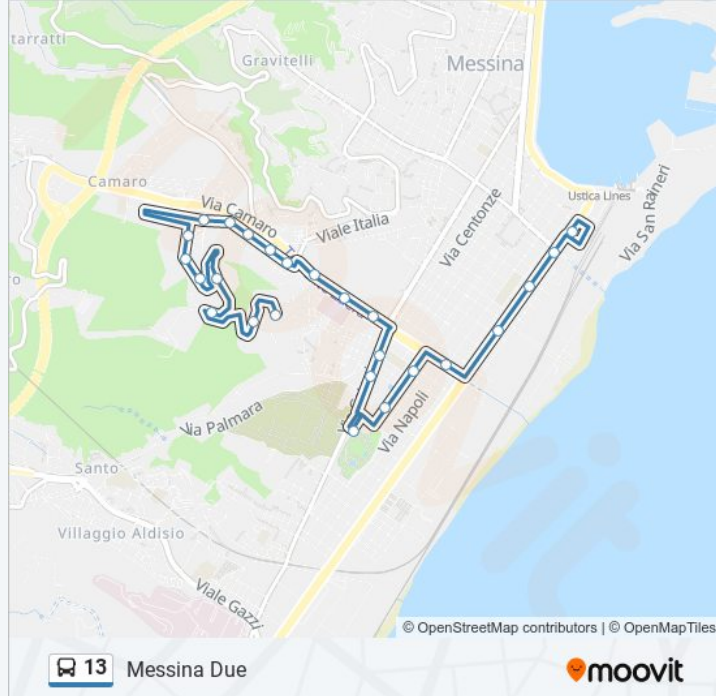 tarratti
Gravitelli
Messina
Camaro
Via Camaro
Viale Italia
Ustica Lines
Via San Raineri
Via Centonze
Via Palmara
Via Napoli
Santo
Villaggio Aldisio
Viale Gazzi
© OpenStreetMap contributors | © OpenMapTiles
13 Messina Due
moovit